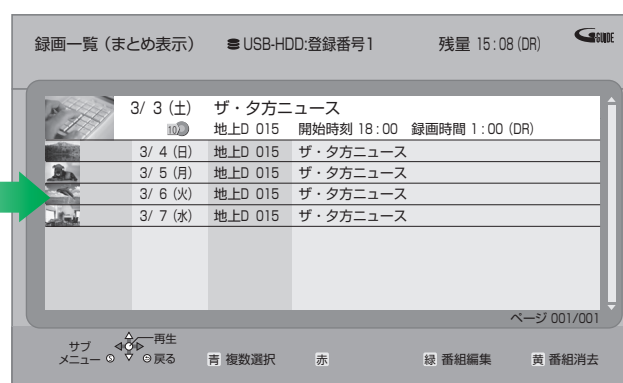 録画一覧（まとめ表示） USB-HDD:登録番号1 残量 15:08 (DR) G GUIDE
3/ 3 (土) ザ・夕方ニュース
地上D 015 開始時刻 18:00 録画時間 1:00 (DR)
3/ 4 (日) 地上D 015 ザ・夕方ニュース
3/ 5 (月) 地上D 015 ザ・夕方ニュース
3/ 6 (火) 地上D 015 ザ・夕方ニュース
3/ 7 (水) 地上D 015 ザ・夕方ニュース
ページ 001/001
サブ 再生
メニュー 戻る 青 複数選択 赤 緑 番組編集 黄 番組消去